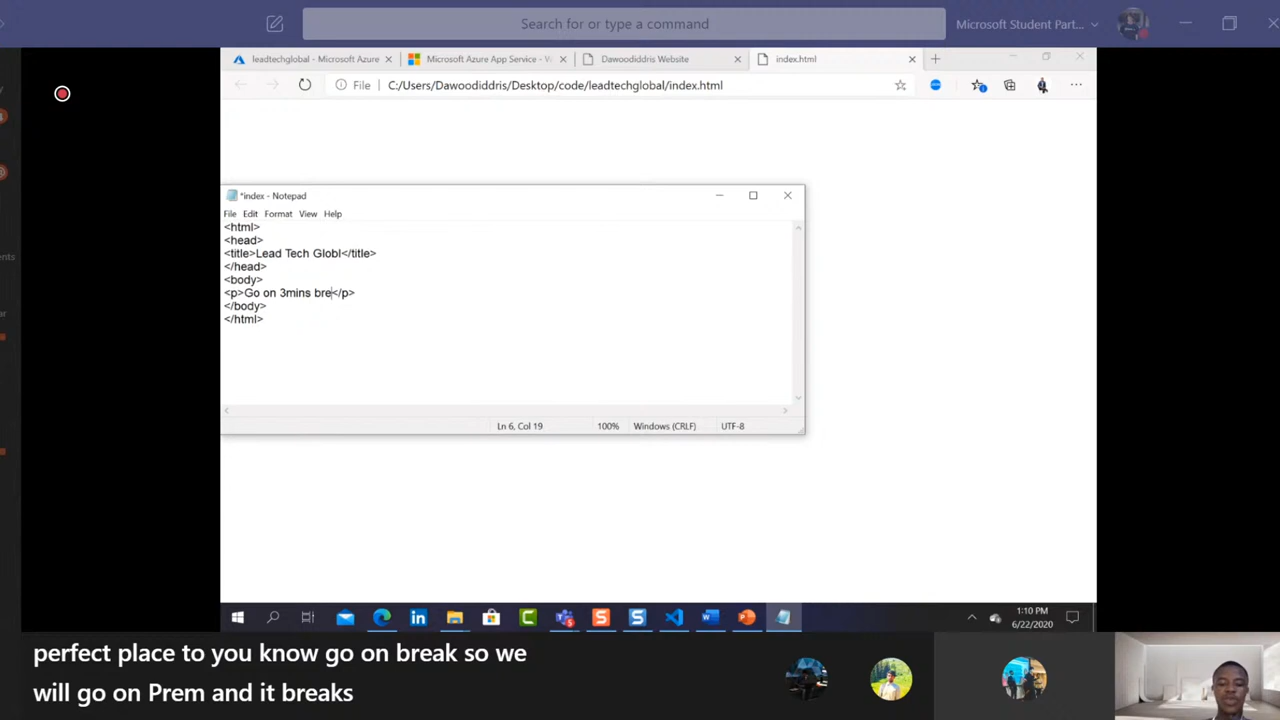 Search for or type a command
Microsoft Student Part...
leadtechglobal - Microsoft Azure
Microsoft Azure App Service - W
Dawoodiddris Website
index.html
File
C:/Users/Dawoodiddris/Desktop/code/leadtechglobal/index.html
*index - Notepad
File Edit Format View Help
<html>
<head>
<title>Lead Tech Globl</title>
</head>
<body>
<p>Go on 3mins bre</p>
</body>
</html>
Ln 6, Col 19
100%
Windows (CRLF)
UTF-8
ents
ar
1:10 PM
6/22/2020
perfect place to you know go on break so we
will go on Prem and it breaks